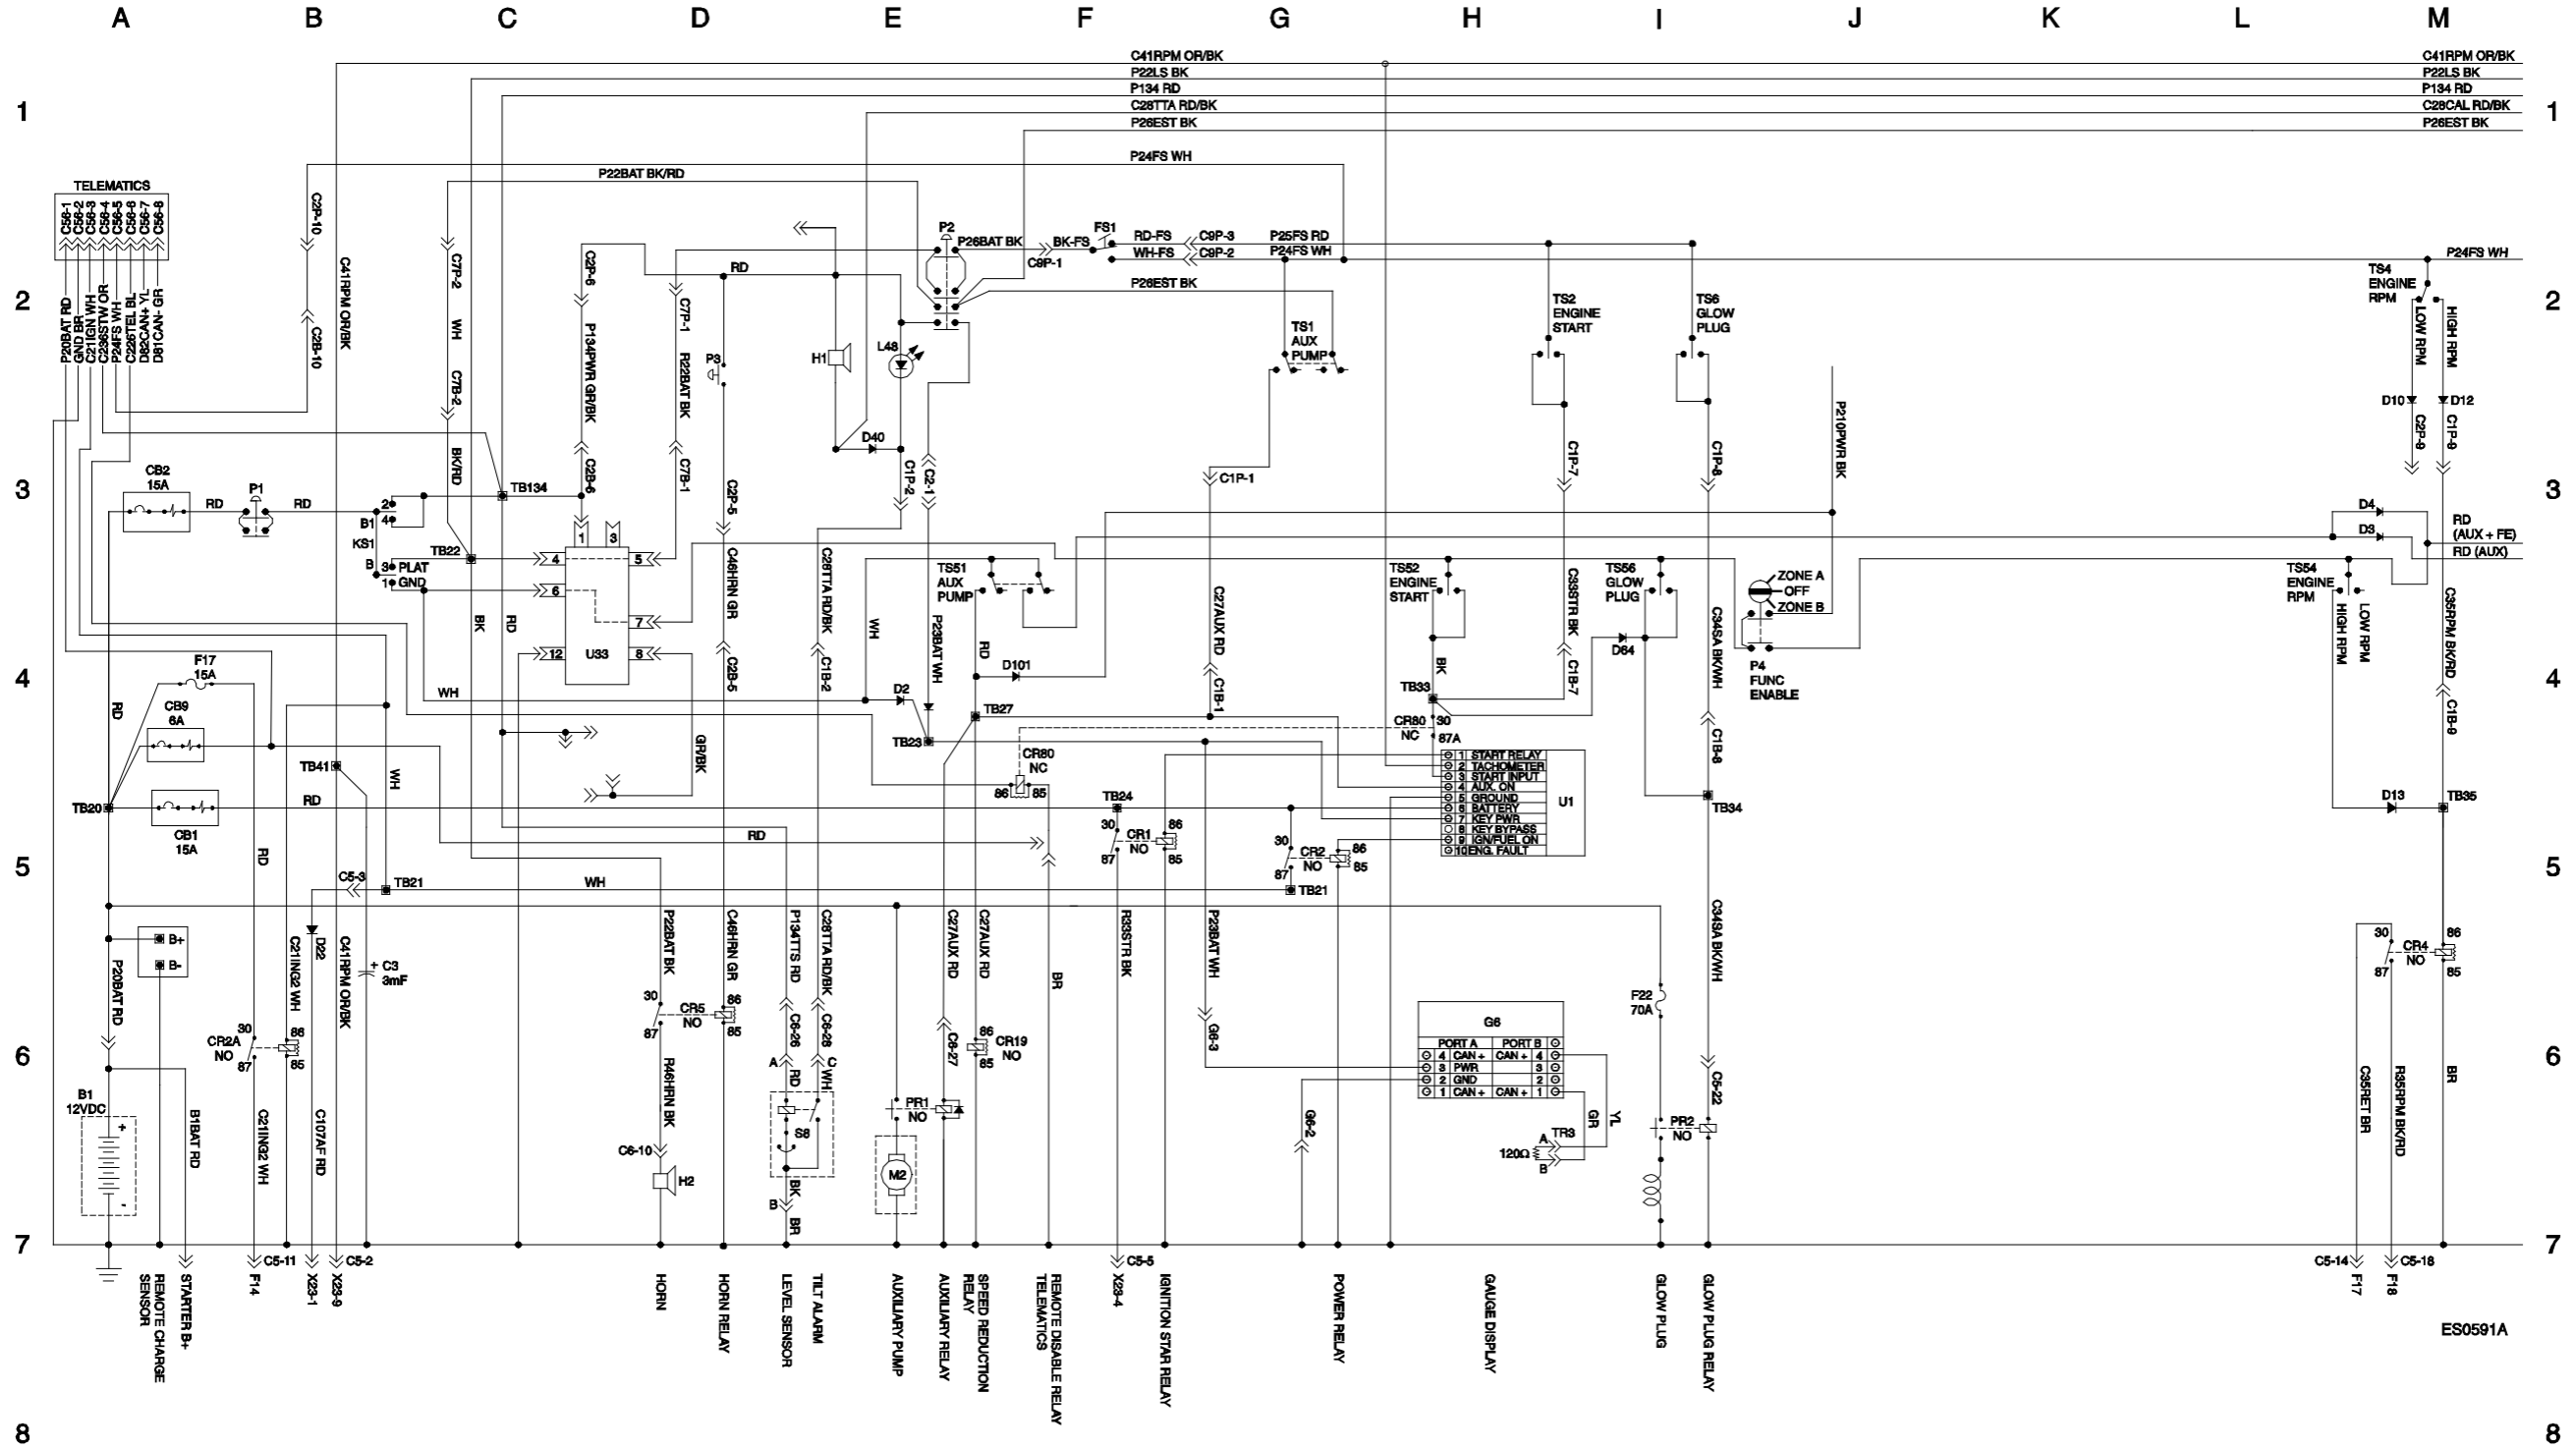 A B C D E F G H I J K L M
1
C41RPM OR/BK
P22LS BK
P134 RD
C28TTA RD/BK
P26EST BK
C41RPM OR/BK
P22LS BK
P134 RD
C28CAL RD/BK
P26EST BK
1
P24FS WH
P22BAT BK/RD
TELEMATICS
C56-1
C56-2
C56-3
C56-4
C56-5
C56-6
C56-7
C56-8
P20BAT RD
GND BR
C21IGN WH
C236STW OR
P24FS WH
C226TEL BL
D82CAN+ YL
D81CAN- GR
C2P-10
C2B-10
C41RPM OR/BK
C7P-2
WH
C7B-2
BK/RD
C2P-6
P134PWR GR/BK
C2B-6
RD
C7P-1
R22BAT BK
C7B-1
P3
H1
L48
P2
P26BAT BK
C9P-1
BK-FS
FS1
RD-FS
WH-FS
C9P-3
C9P-2
P25FS RD
P24FS WH
P26EST BK
TS1
AUX
PUMP
TS2
ENGINE
START
TS6
GLOW
PLUG
P24FS WH
TS4
ENGINE
RPM
LOW RPM
HIGH RPM
D10
D12
C2P-9
C1P-9
2
2
3
3
CB2
15A
RD
P1
RD
2
4
B1
KS1
B
3
PLAT
1
GND
TB22
TB134
D40
C1P-2
C2-1
C2P-5
C1P-1
C1P-7
C1P-8
P210PWR BK
D4
D3
RD
(AUX + FE)
RD (AUX)
1
3
4
5
6
7
12
8
U33
BK
RD
C46HRN GR
C2B-5
C28TTA RD/BK
C1B-2
WH
P23BAT WH
TS51
AUX
PUMP
RD
D101
C27AUX RD
C1B-1
TS52
ENGINE
START
BK
C33STR BK
C1B-7
TS56
GLOW
PLUG
D64
C34SA BK/WH
C1B-8
ZONE A
OFF
ZONE B
P4
FUNC
ENABLE
TS54
ENGINE
RPM
HIGH RPM
LOW RPM
C35RPM BK/RD
C1B-9
4
4
F17
15A
CB9
6A
RD
WH
D2
TB27
TB23
TB33
CR80
NC
30
87A
CR80
NC
86
85
TB41
WH
GR/BK
TB20
CB1
15A
RD
RD
TB24
30
CR1
NO
87
86
85
30
CR2
NO
87
86
85
1 START RELAY
2 TACHOMETER
3 START INPUT
4 AUX. ON
5 GROUND
6 BATTERY
7 KEY PWR
8 KEY BYPASS
9 IGN/FUEL ON
10 ENG. FAULT
U1
TB34
D13
TB35
5
5
RD
C5-3
TB21
WH
TB21
B+
B-
P20BAT RD
C21ING2 WH
D22
C41RPM OR/BK
+
C3
3mF
P22BAT BK
C46HRN GR
P134TTS RD
C28TTA RD/BK
C27AUX RD
C27AUX RD
BR
R33STR BK
P23BAT WH
C34SA BK/WH
F22
70A
30
CR4
NO
87
86
85
6
6
30
CR2A
NO
87
86
85
30
CR5
NO
87
86
85
C6-26
C6-28
A
C
RD
WH
C6-27
86
CR19
NO
85
G6-3
G6
PORT A
PORT B
4 CAN + CAN + 4
3 PWR 3
2 GND 2
1 CAN + CAN + 1
C5-22
B1
12VDC
+
-
B1BAT RD
C21ING2 WH
C107AF RD
R46HRN BK
C6-10
H2
S8
BK
B
BR
PR1
NO
M2
G6-2
GR
YL
A
TR3
120Ω
B
PR2
NO
C35RET BR
R35RPM BK/RD
BR
7
7
C5-11
C5-2
C5-5
C5-14
C5-18
REMOTE CHARGE
SENSOR
STARTER B+
F14
X23-1
X23-9
HORN
HORN RELAY
LEVEL SENSOR
TILT ALARM
AUXILIARY PUMP
AUXILIARY RELAY
SPEED REDUCTION
RELAY
REMOTE DISABLE RELAY
TELEMATICS
X23-4
IGNITION STAR RELAY
POWER RELAY
GAUGE DISPLAY
GLOW PLUG
GLOW PLUG RELAY
F17
F18
ES0591A
8
8